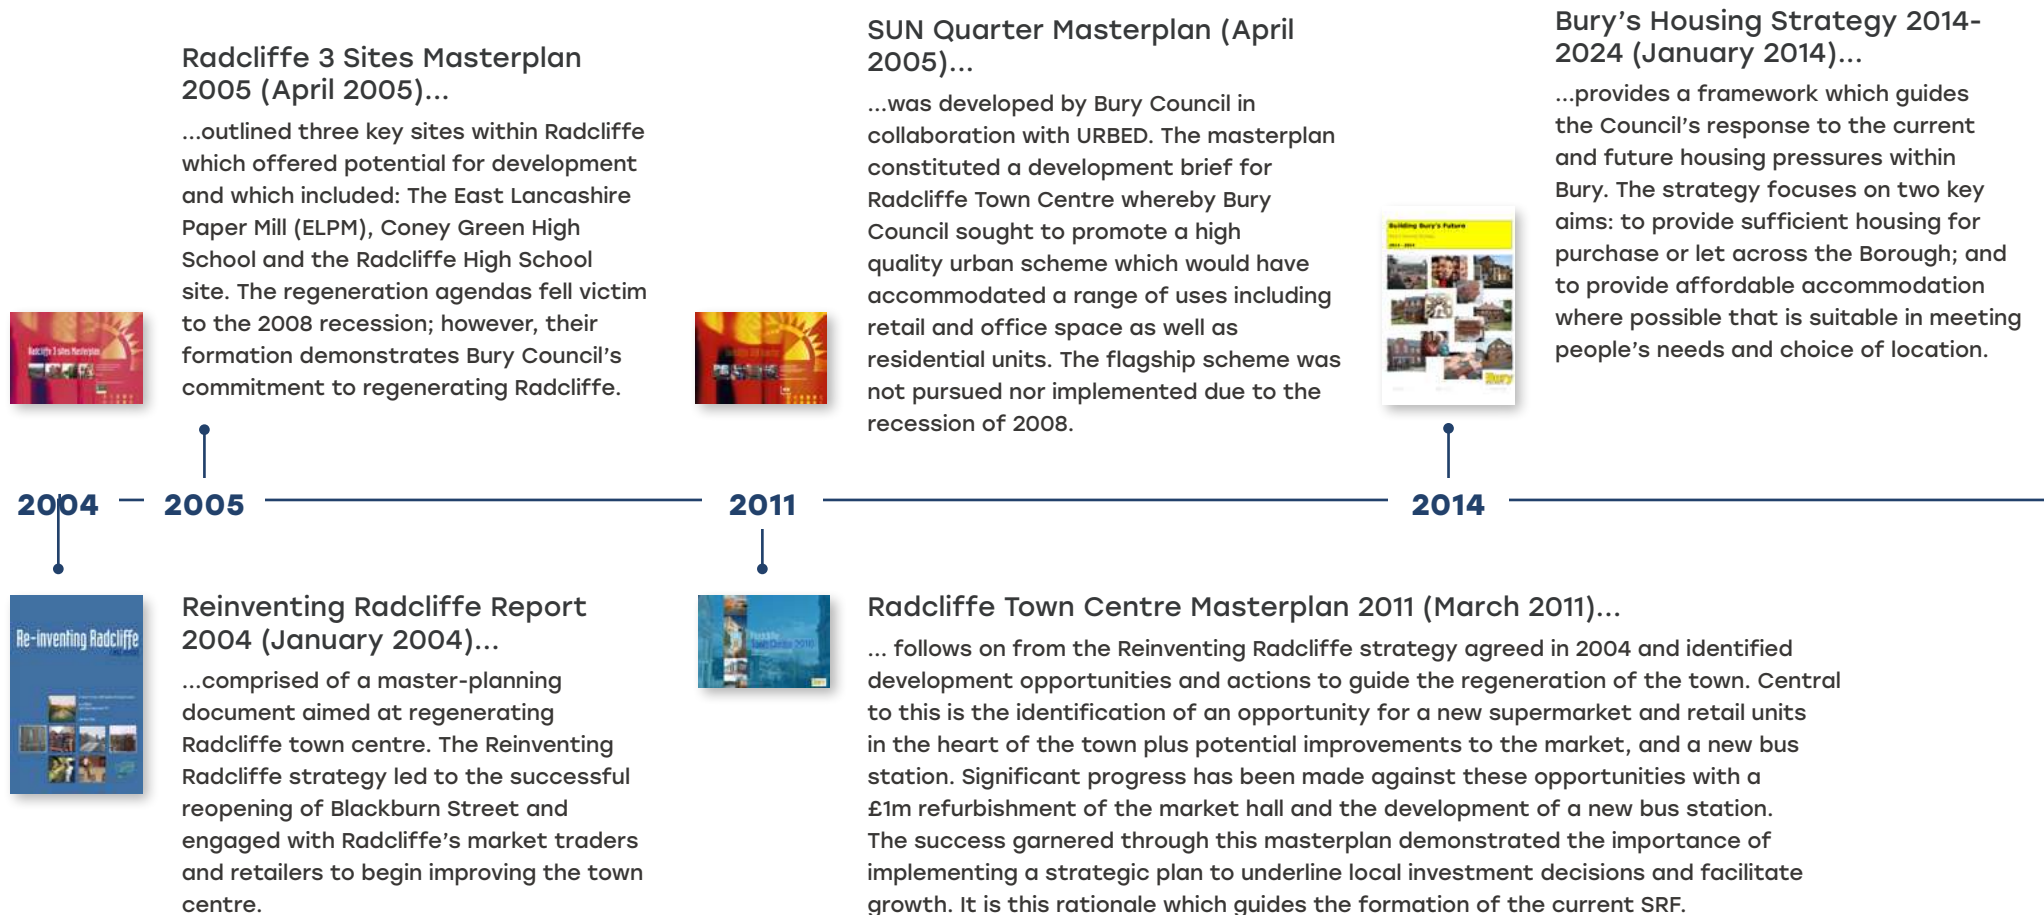 Radcliffe 3 Sites Masterplan
2005 (April 2005)...
...outlined three key sites within Radcliffe
which offered potential for development
and which included: The East Lancashire
Paper Mill (ELPM), Coney Green High
School and the Radcliffe High School
site. The regeneration agendas fell victim
to the 2008 recession; however, their
formation demonstrates Bury Council's
commitment to regenerating Radcliffe.
Radcliffe 3 sites Masterplan
SUN Quarter Masterplan (April
2005)...
...was developed by Bury Council in
collaboration with URBED. The masterplan
constituted a development brief for
Radcliffe Town Centre whereby Bury
Council sought to promote a high
quality urban scheme which would have
accommodated a range of uses including
retail and office space as well as
residential units. The flagship scheme was
not pursued nor implemented due to the
recession of 2008.
Bury's Housing Strategy 2014-
2024 (January 2014)...
...provides a framework which guides
the Council's response to the current
and future housing pressures within
Bury. The strategy focuses on two key
aims: to provide sufficient housing for
purchase or let across the Borough; and
to provide affordable accommodation
where possible that is suitable in meeting
people's needs and choice of location.
Building Bury's Future
Bury
2004
2005
2011
2014
Re-inventing Radcliffe
Reinventing Radcliffe Report
2004 (January 2004)...
...comprised of a master-planning
document aimed at regenerating
Radcliffe town centre. The Reinventing
Radcliffe strategy led to the successful
reopening of Blackburn Street and
engaged with Radcliffe's market traders
and retailers to begin improving the town
centre.
Radcliffe Town Centre Masterplan 2011 (March 2011)...
... follows on from the Reinventing Radcliffe strategy agreed in 2004 and identified
development opportunities and actions to guide the regeneration of the town. Central
to this is the identification of an opportunity for a new supermarket and retail units
in the heart of the town plus potential improvements to the market, and a new bus
station. Significant progress has been made against these opportunities with a
£1m refurbishment of the market hall and the development of a new bus station.
The success garnered through this masterplan demonstrated the importance of
implementing a strategic plan to underline local investment decisions and facilitate
growth. It is this rationale which guides the formation of the current SRF.